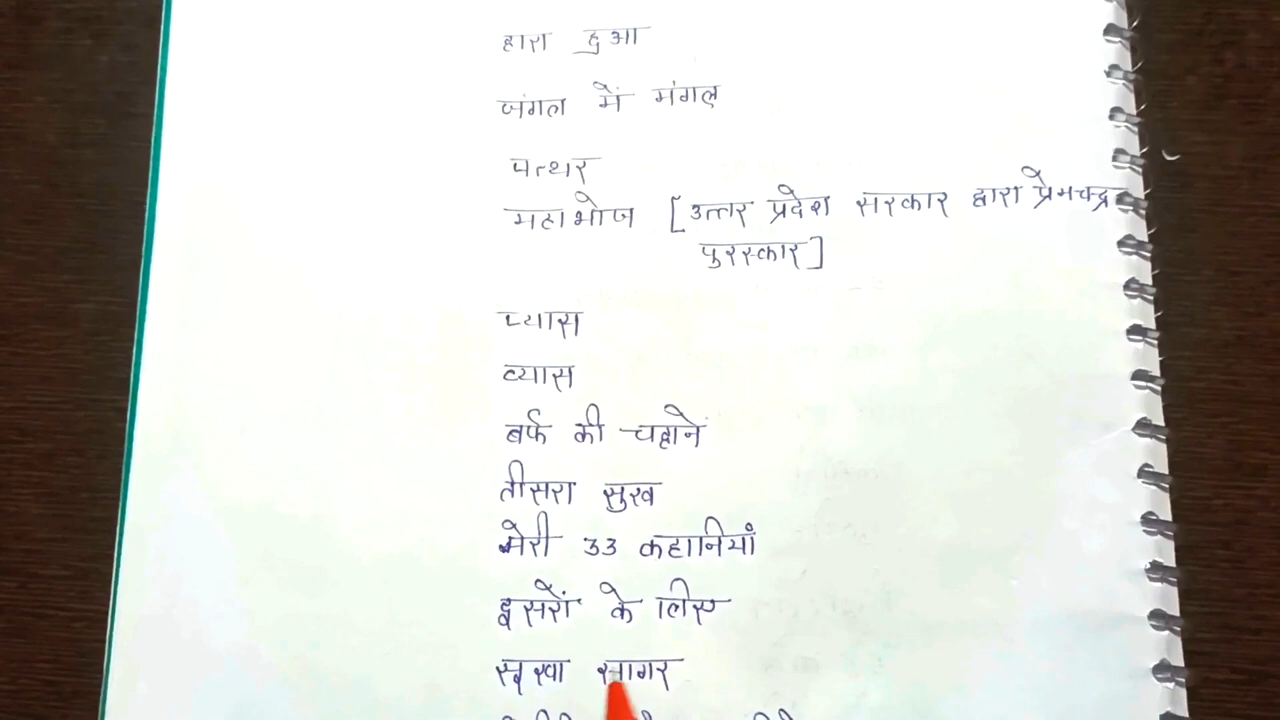 हारा हुआ
जंगल में मंगल
पत्थर
महाभोज [उत्तर प्रदेश सरकार द्वारा प्रेमचन्द्र
पुरस्कार]
प्यास
व्यास
बर्फ की चट्टानें
तीसरा सुख
मेरी 33 कहानियाँ
दूसरों के लिए
सूखा सागर